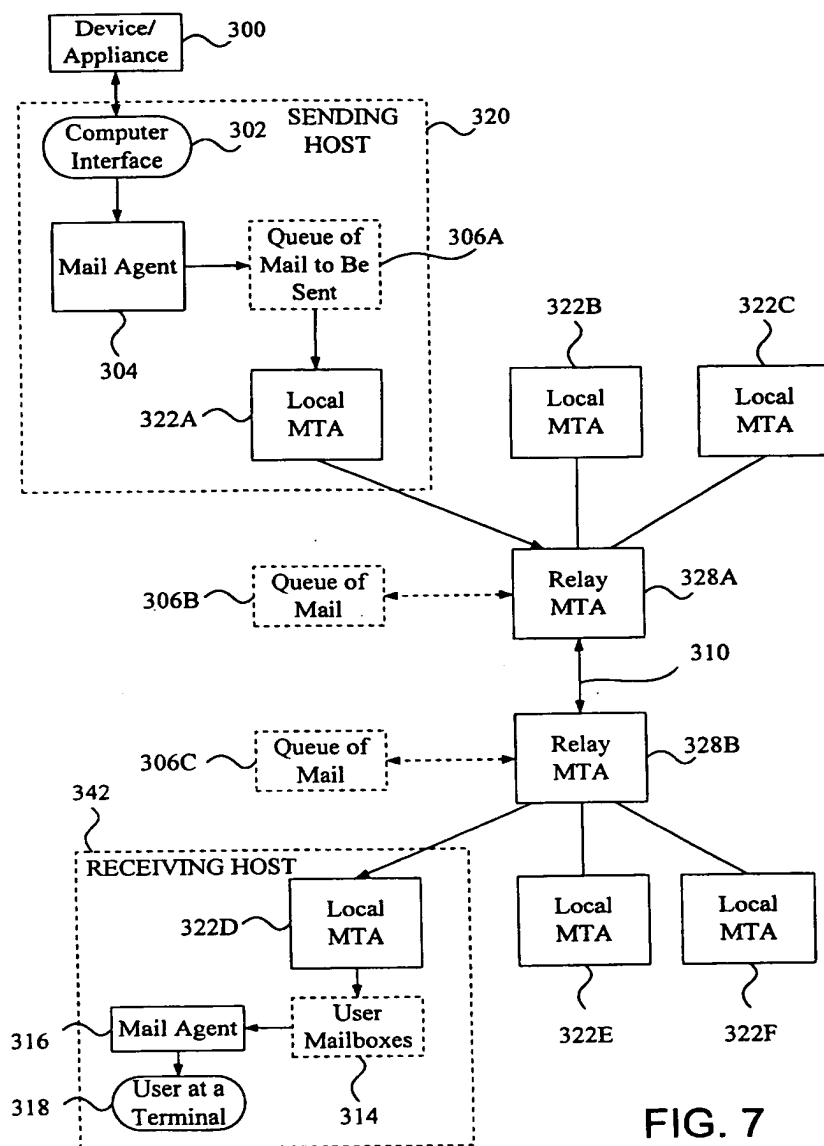 Device/
Appliance
300
SENDING
HOST
320
Computer
Interface
302
Mail Agent
304
Queue of
Mail to Be
Sent
306A
322A
Local
MTA
322B
Local
MTA
322C
Local
MTA
306B
Queue of
Mail
Relay
MTA
328A
310
306C
Queue of
Mail
Relay
MTA
328B
342
RECEIVING HOST
322D
Local
MTA
Local
MTA
322E
Local
MTA
322F
316
Mail Agent
User
Mailboxes
314
318
User at a
Terminal
FIG. 7